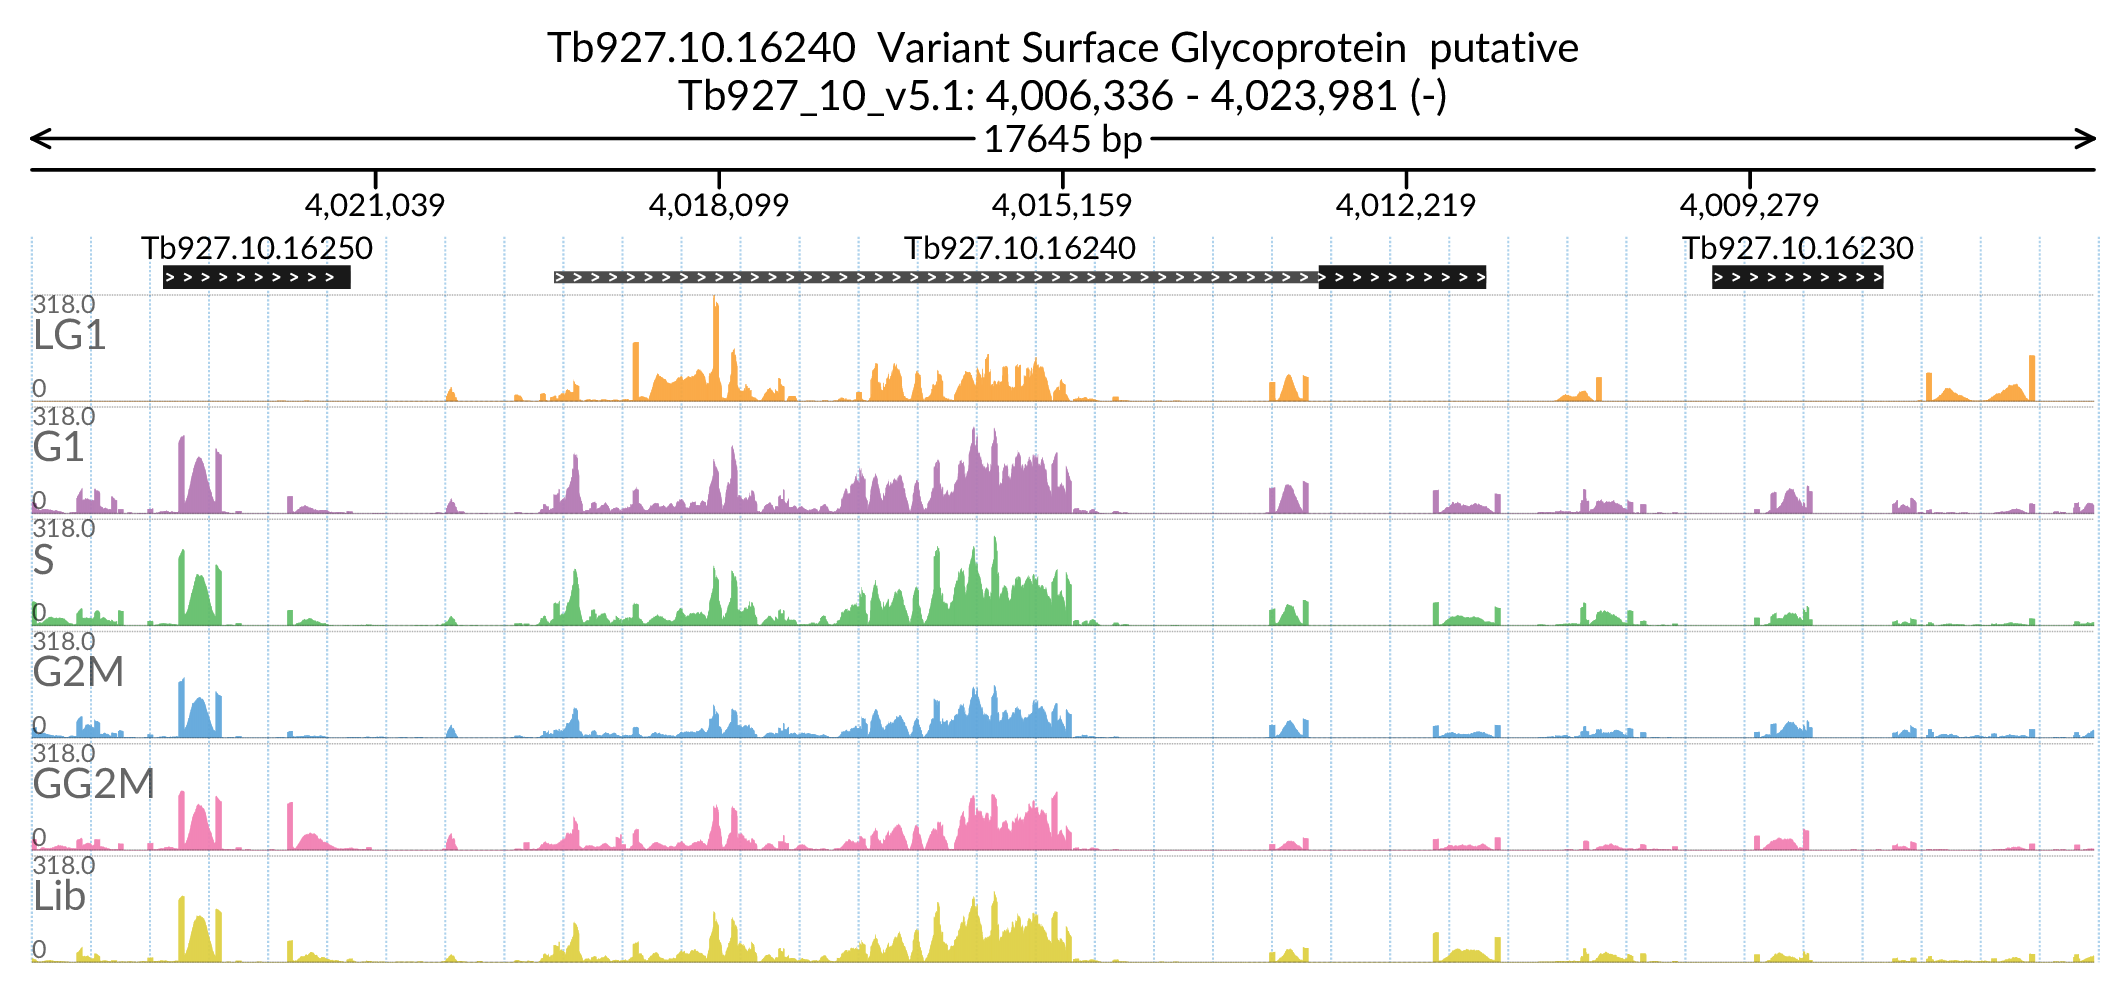 Tb927.10.16240  Variant Surface Glycoprotein  putative
Tb927_10_v5.1: 4,006,336 - 4,023,981 (-)
17645 bp
4,021,039 4,018,099 4,015,159 4,012,219 4,009,279
Tb927.10.16250 Tb927.10.16240 Tb927.10.16230
318.0
LG1
0
318.0
G1
0
318.0
S
0
318.0
G2M
0
318.0
GG2M
0
318.0
Lib
0